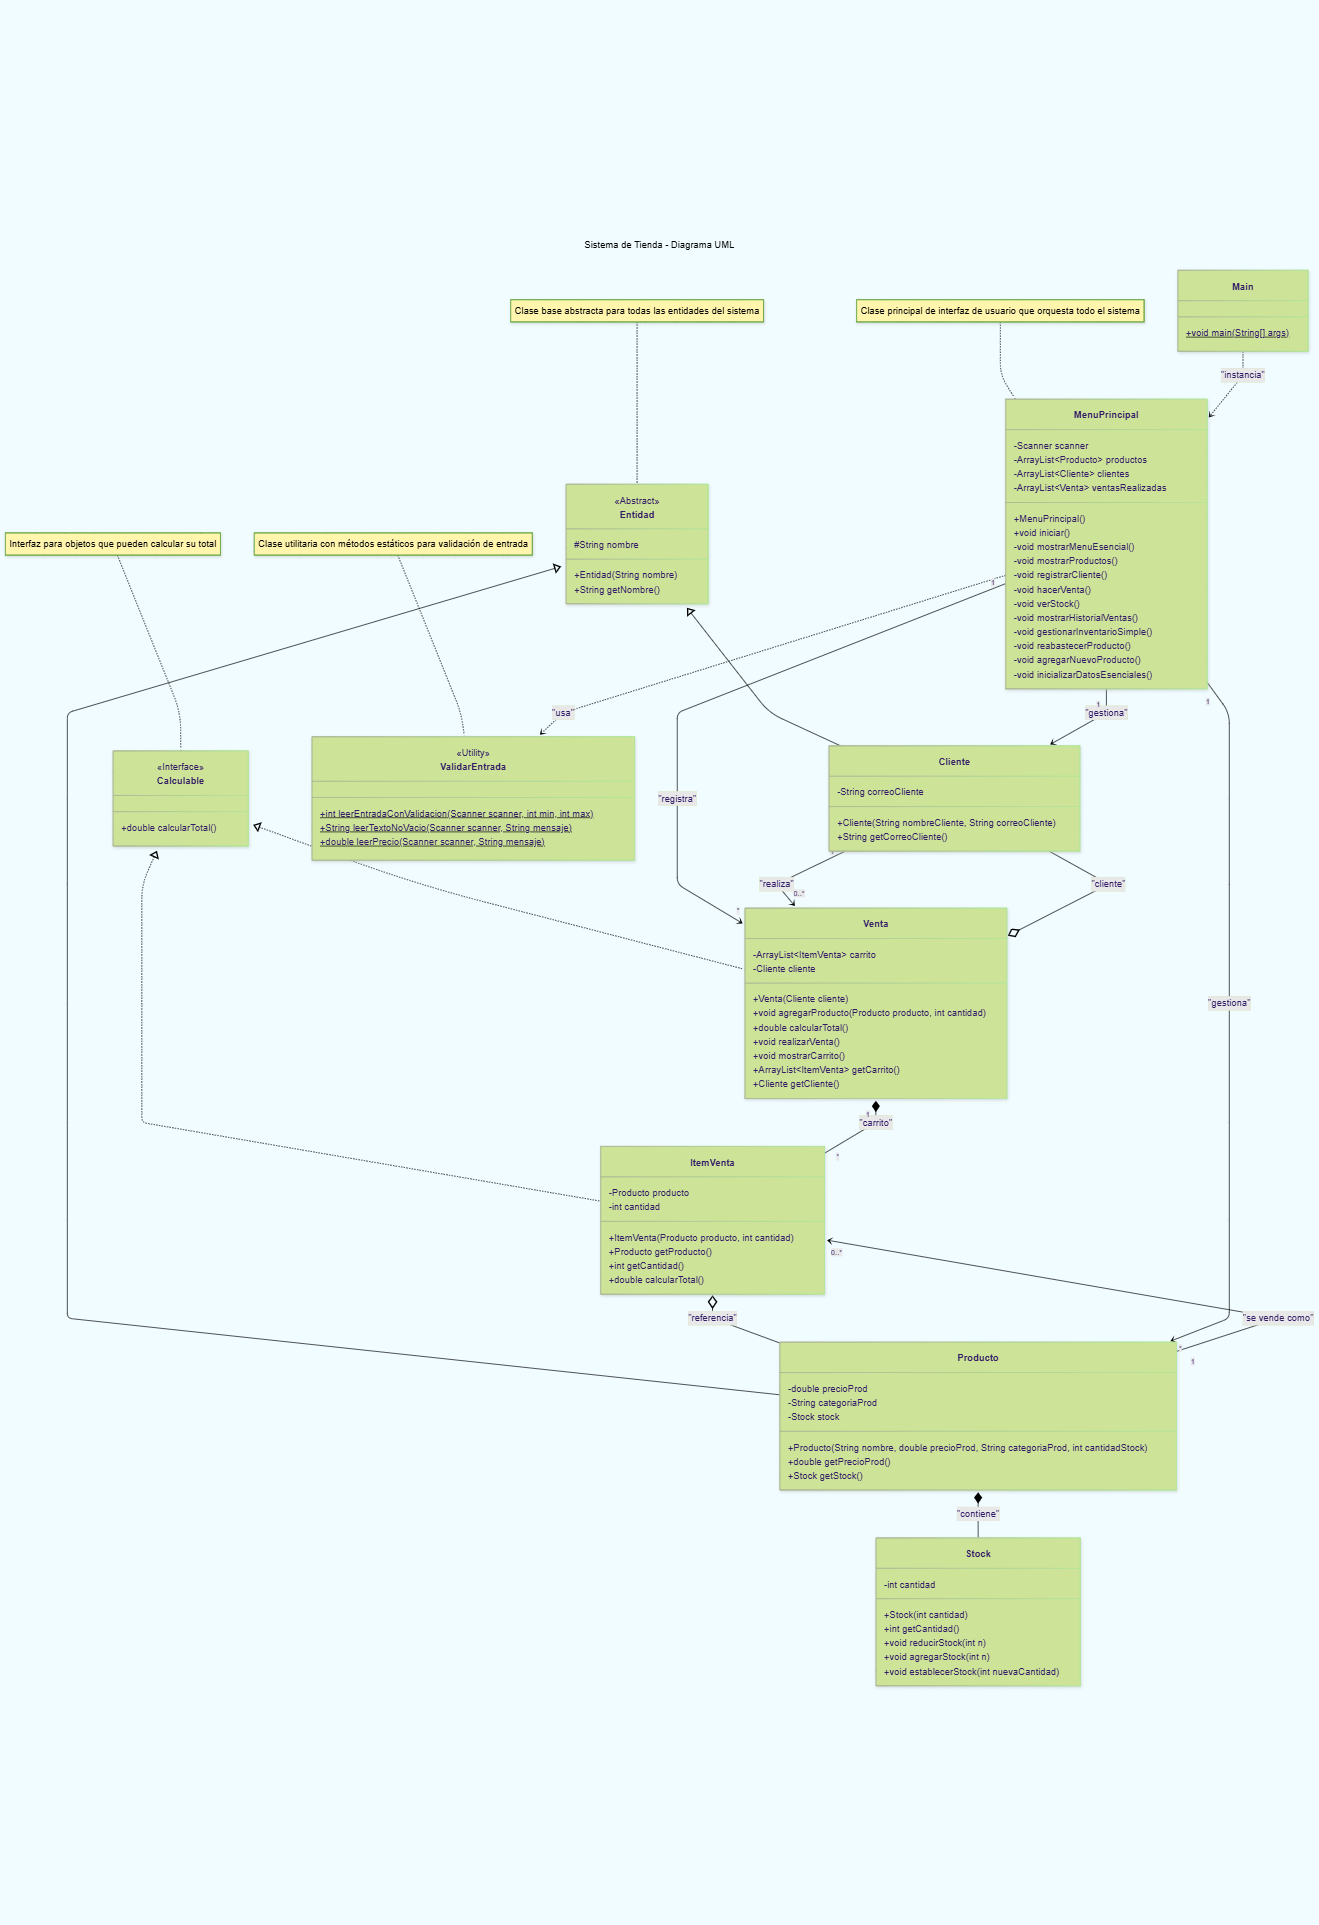 Sistema de Tienda - Diagrama UML
Main
+void main(String[] args)
Clase base abstracta para todas las entidades del sistema
Clase principal de interfaz de usuario que orquesta todo el sistema
"instancia"
MenuPrincipal
-Scanner scanner
-ArrayList<Producto> productos
-ArrayList<Cliente> clientes
-ArrayList<Venta> ventasRealizadas
+MenuPrincipal()
+void iniciar()
-void mostrarMenuEsencial()
-void mostrarProductos()
-void registrarCliente()
-void hacerVenta()
-void verStock()
-void mostrarHistorialVentas()
-void gestionarInventarioSimple()
-void reabastecerProducto()
-void agregarNuevoProducto()
-void inicializarDatosEsenciales()
«Abstract»
Entidad
#String nombre
+Entidad(String nombre)
+String getNombre()
Interfaz para objetos que pueden calcular su total
Clase utilitaria con métodos estáticos para validación de entrada
1
1
1
"usa"
"gestiona"
«Interface»
Calculable
+double calcularTotal()
«Utility»
ValidarEntrada
+int leerEntradaConValidacion(Scanner scanner, int min, int max)
+String leerTextoNoVacio(Scanner scanner, String mensaje)
+double leerPrecio(Scanner scanner, String mensaje)
Cliente
-String correoCliente
+Cliente(String nombreCliente, String correoCliente)
+String getCorreoCliente()
"registra"
*
"realiza"
0..*
"cliente"
*
Venta
-ArrayList<ItemVenta> carrito
-Cliente cliente
+Venta(Cliente cliente)
+void agregarProducto(Producto producto, int cantidad)
+double calcularTotal()
+void realizarVenta()
+void mostrarCarrito()
+ArrayList<ItemVenta> getCarrito()
+Cliente getCliente()
"gestiona"
1
"carrito"
*
ItemVenta
-Producto producto
-int cantidad
+ItemVenta(Producto producto, int cantidad)
+Producto getProducto()
+int getCantidad()
+double calcularTotal()
0..*
"referencia"
"se vende como"
*
1
Producto
-double precioProd
-String categoriaProd
-Stock stock
+Producto(String nombre, double precioProd, String categoriaProd, int cantidadStock)
+double getPrecioProd()
+Stock getStock()
"contiene"
Stock
-int cantidad
+Stock(int cantidad)
+int getCantidad()
+void reducirStock(int n)
+void agregarStock(int n)
+void establecerStock(int nuevaCantidad)